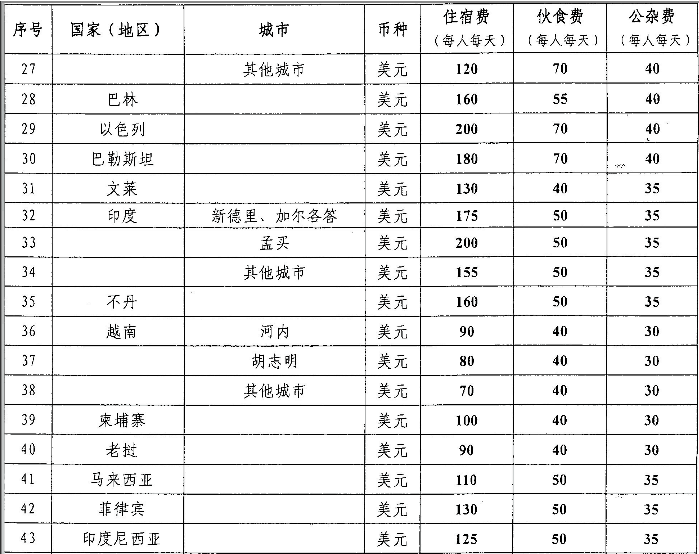 序号 国家（地区） 城市 币种 住宿费 伙食费 公杂费
（每人每天） （每人每天） （每人每天）
27 其他城市 美元 120 70 40
28 巴林 美元 160 55 40
29 以色列 美元 200 70 40
30 巴勒斯坦 美元 180 70 40
31 文莱 美元 130 40 35
32 印度 新德里、加尔各答 美元 175 50 35
33 孟买 美元 200 50 35
34 其他城市 美元 155 50 35
35 不丹 美元 160 50 35
36 越南 河内 美元 90 40 30
37 胡志明 美元 80 40 30
38 其他城市 美元 70 40 30
39 柬埔寨 美元 100 40 30
40 老挝 美元 90 40 30
41 马来西亚 美元 110 50 35
42 菲律宾 美元 130 50 35
43 印度尼西亚 美元 125 50 35